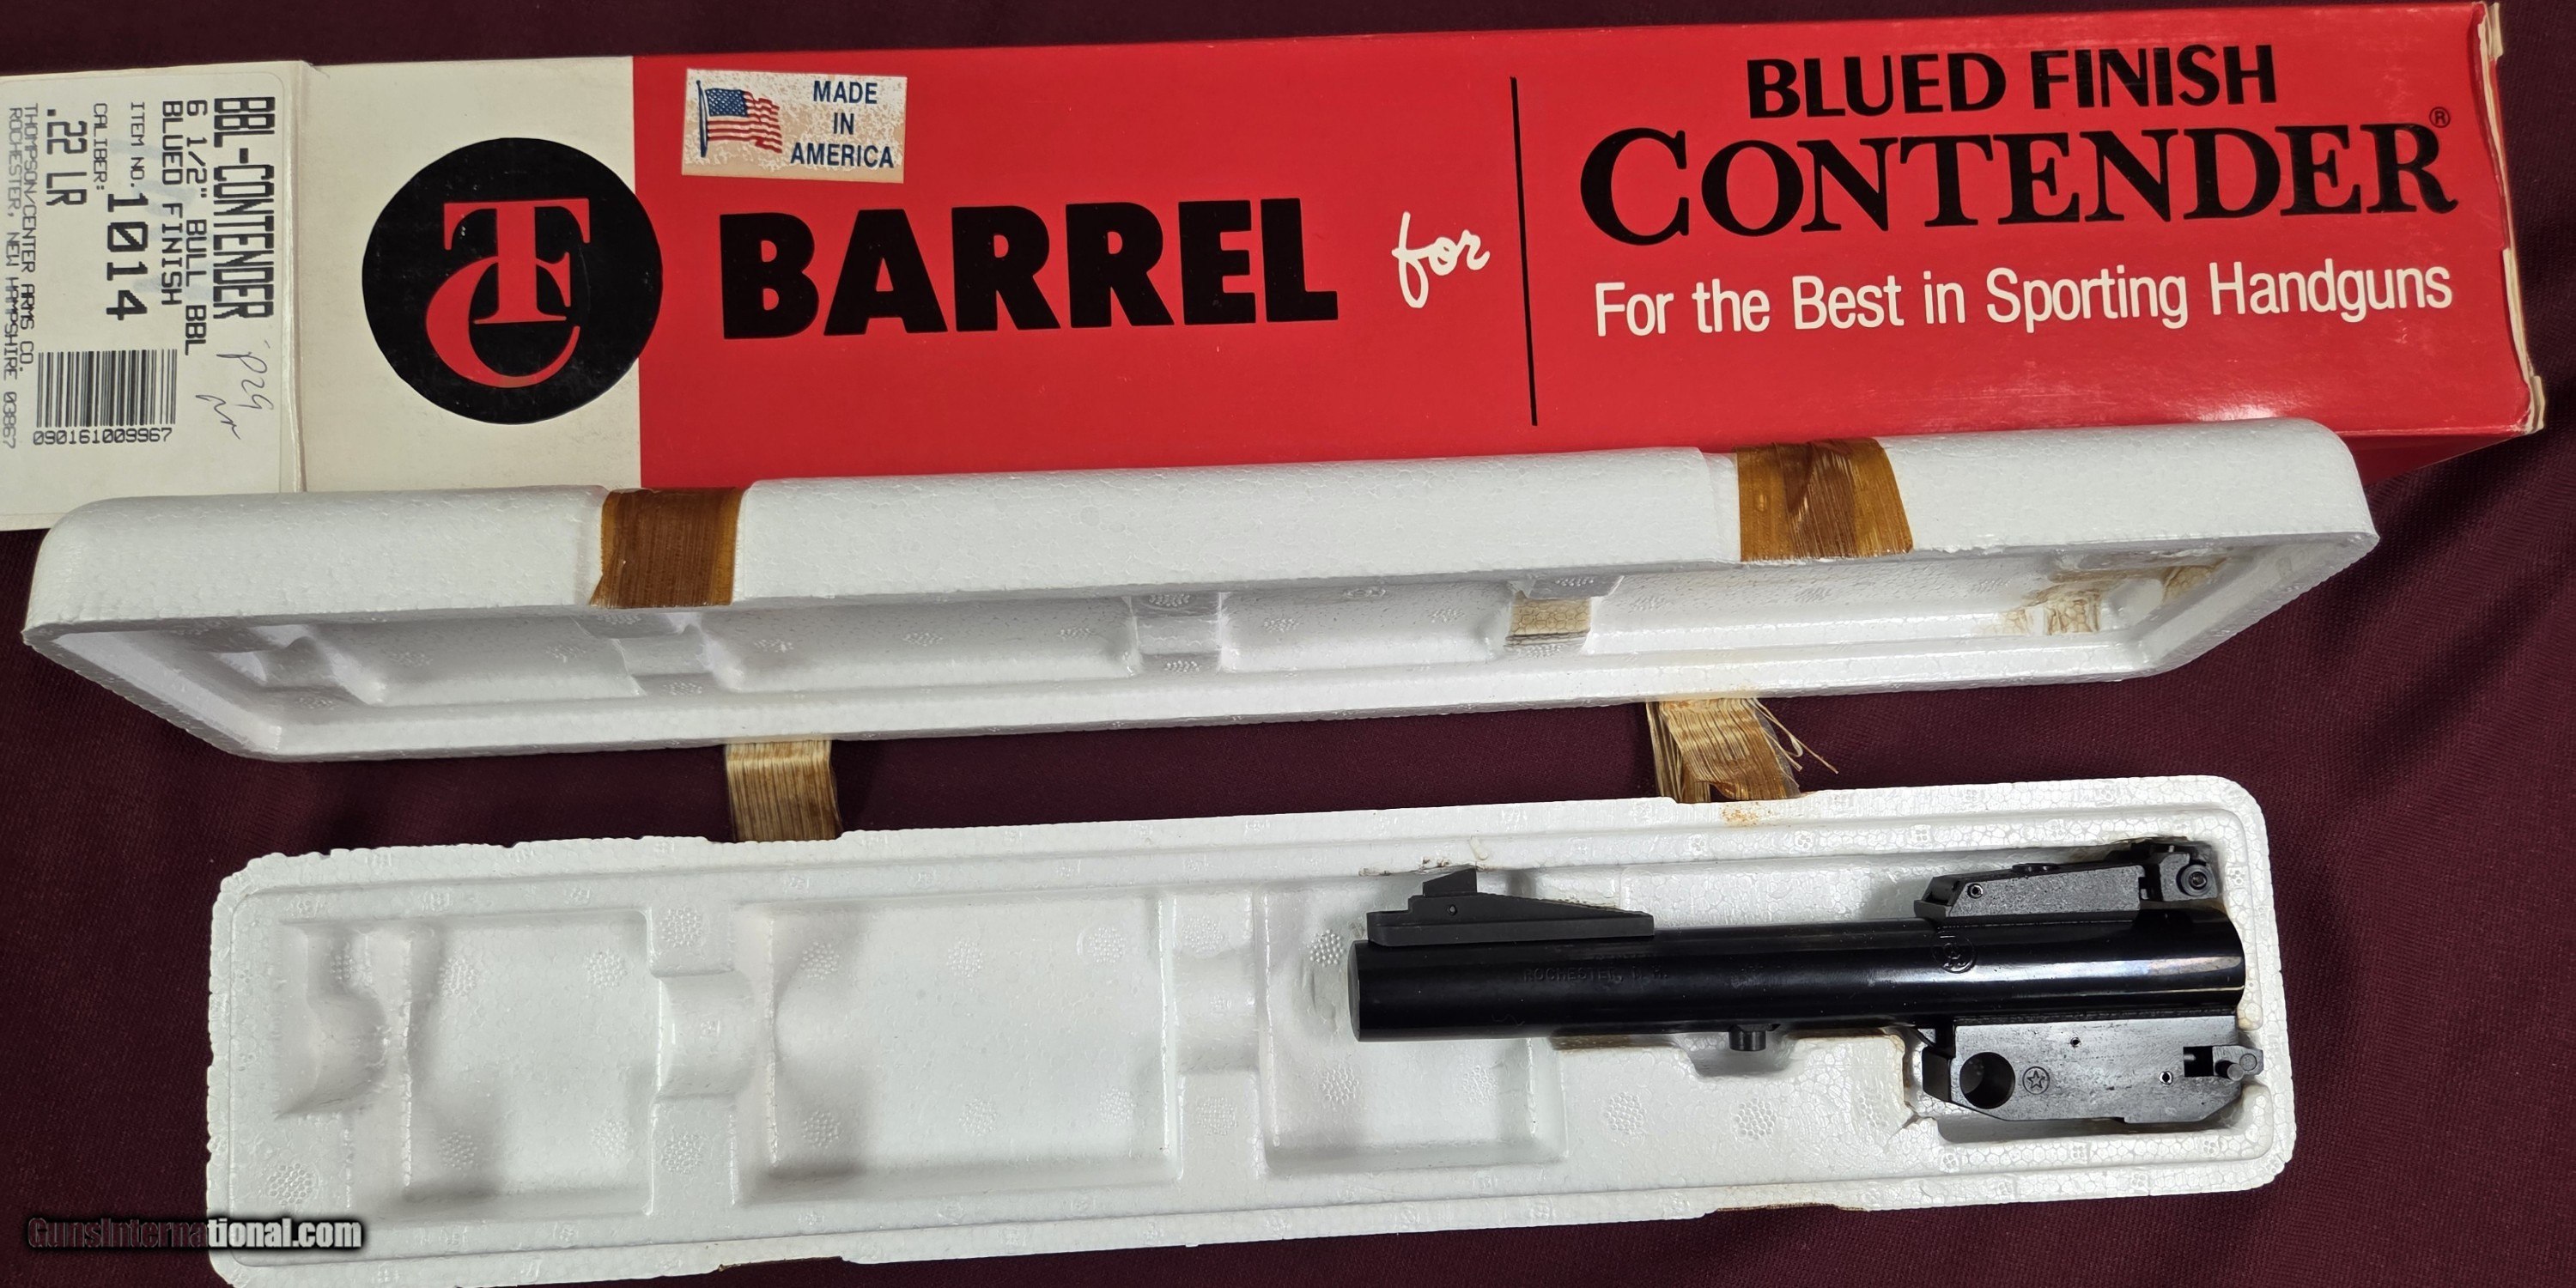 BBL-CONTENDER
6 1/2" BULL BBL
BLUED FINISH
ITEM NO. 1014
CALIBER:
.22 LR
THOMPSON/CENTER ARMS CO.
ROCHESTER, NEW HAMPSHIRE 03867
090161009967
TC
MADE
IN
AMERICA
BARREL for
BLUED FINISH
CONTENDER®
For the Best in Sporting Handguns
ROCHESTER, N.H.
GunsInternational.com